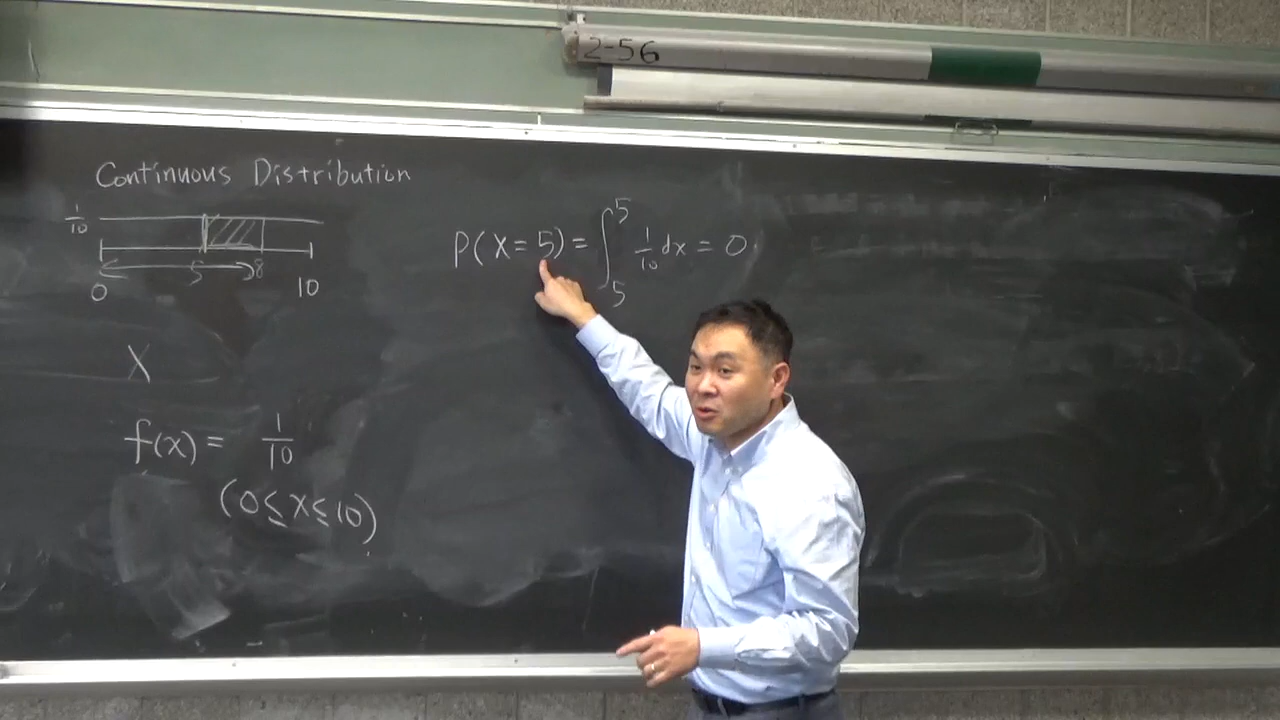 2-56
Continuous Distribution
1/10
5 8
0 10
P(X=5) = ∫₅⁵ 1/10 dx = 0
X
f(x) = 1/10
(0≤x≤10)